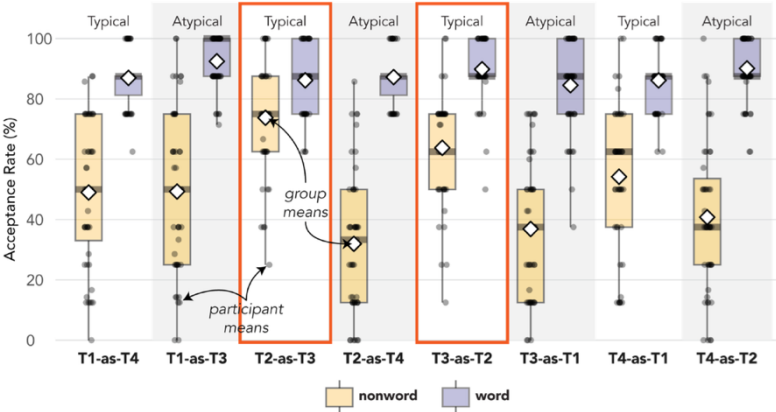 Typical Atypical Typical Atypical Typical Atypical Typical Atypical
100
80
60
40
20
0
Acceptance Rate (%)
group
means
participant
means
T1-as-T4 T1-as-T3 T2-as-T3 T2-as-T4 T3-as-T2 T3-as-T1 T4-as-T1 T4-as-T2
nonword word